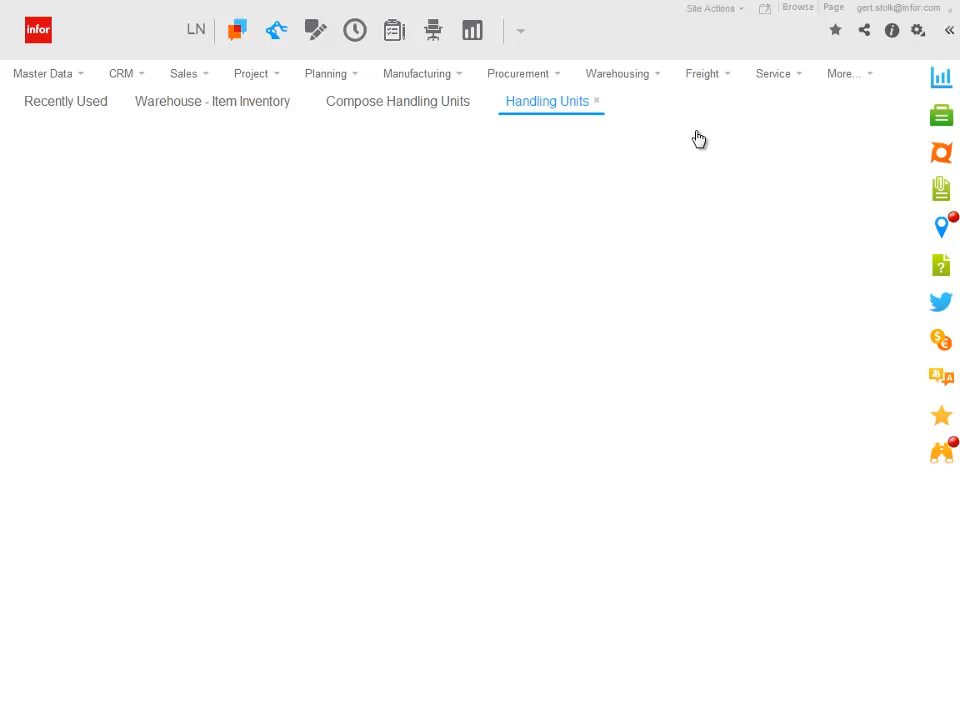 Site Actions Browse Page gert.stolk@infor.com
infor LN
Master Data CRM Sales Project Planning Manufacturing Procurement Warehousing Freight Service More...
Recently Used Warehouse - Item Inventory Compose Handling Units Handling Units ×